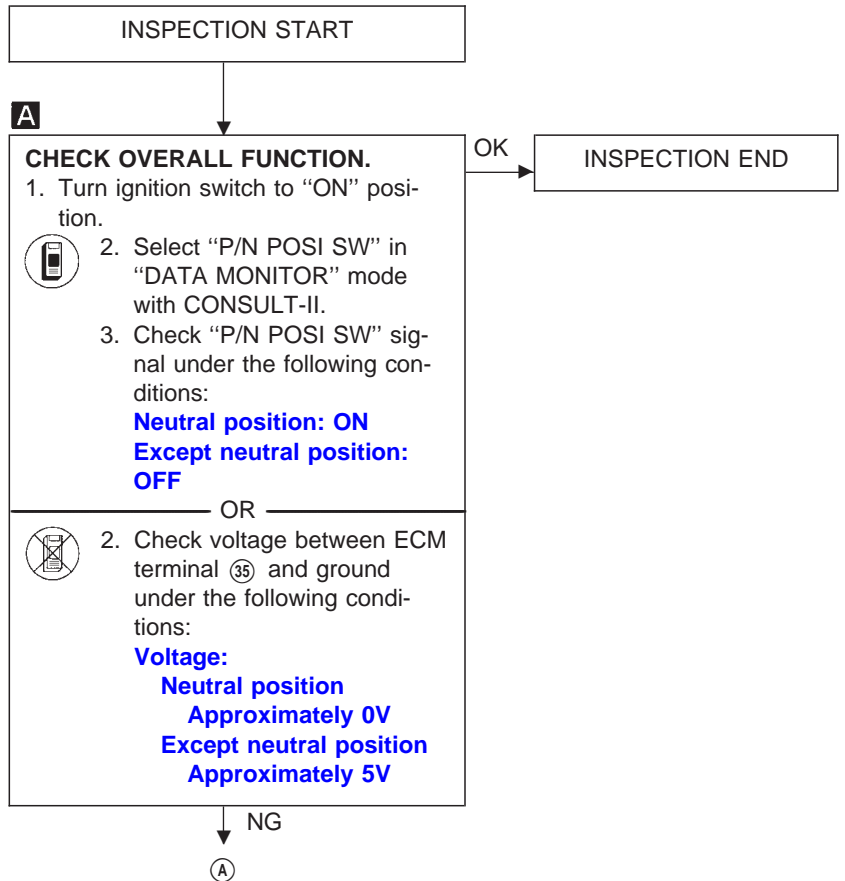 INSPECTION START
A
CHECK OVERALL FUNCTION.
1. Turn ignition switch to ‘‘ON’’ posi-
tion.
2. Select ‘‘P/N POSI SW’’ in
‘‘DATA MONITOR’’ mode
with CONSULT-II.
3. Check ‘‘P/N POSI SW’’ sig-
nal under the following con-
ditions:
Neutral position: ON
Except neutral position:
OFF
OR
2. Check voltage between ECM
terminal ㉟ and ground
under the following condi-
tions:
Voltage:
Neutral position
Approximately 0V
Except neutral position
Approximately 5V
OK
INSPECTION END
NG
Ⓐ